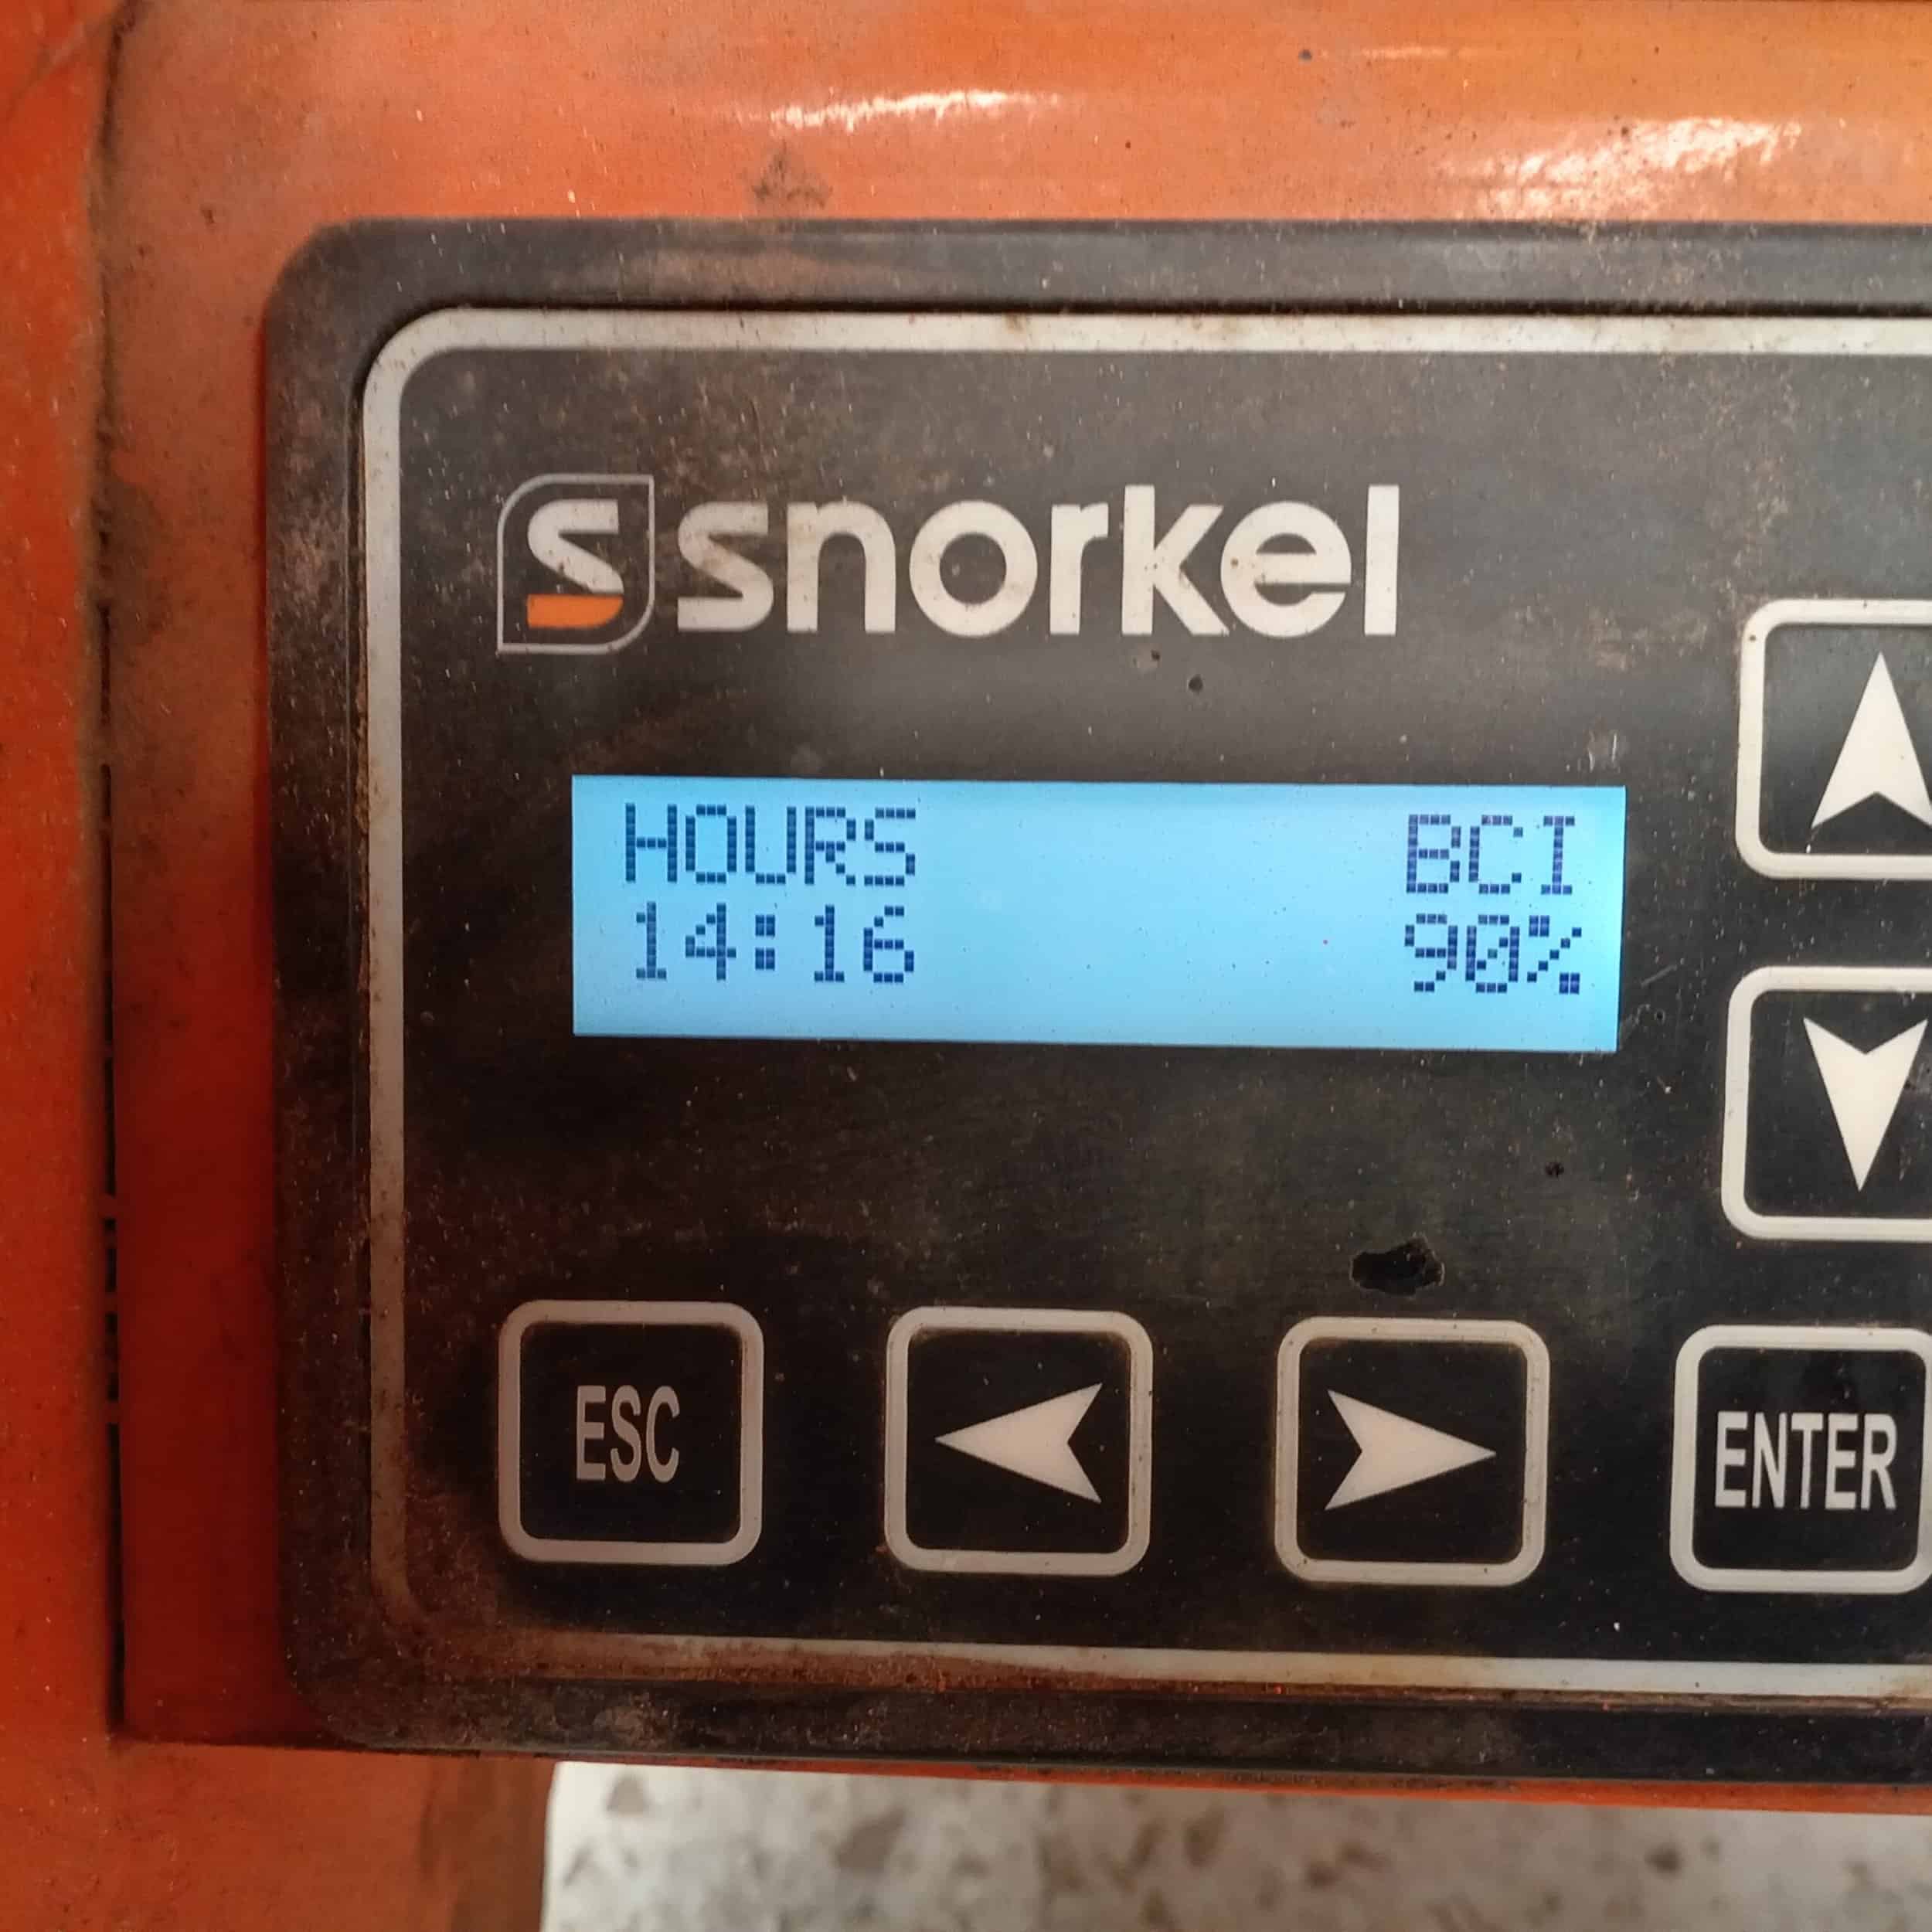 snorkel
HOURS BCI
14:16 90%
ESC ENTER